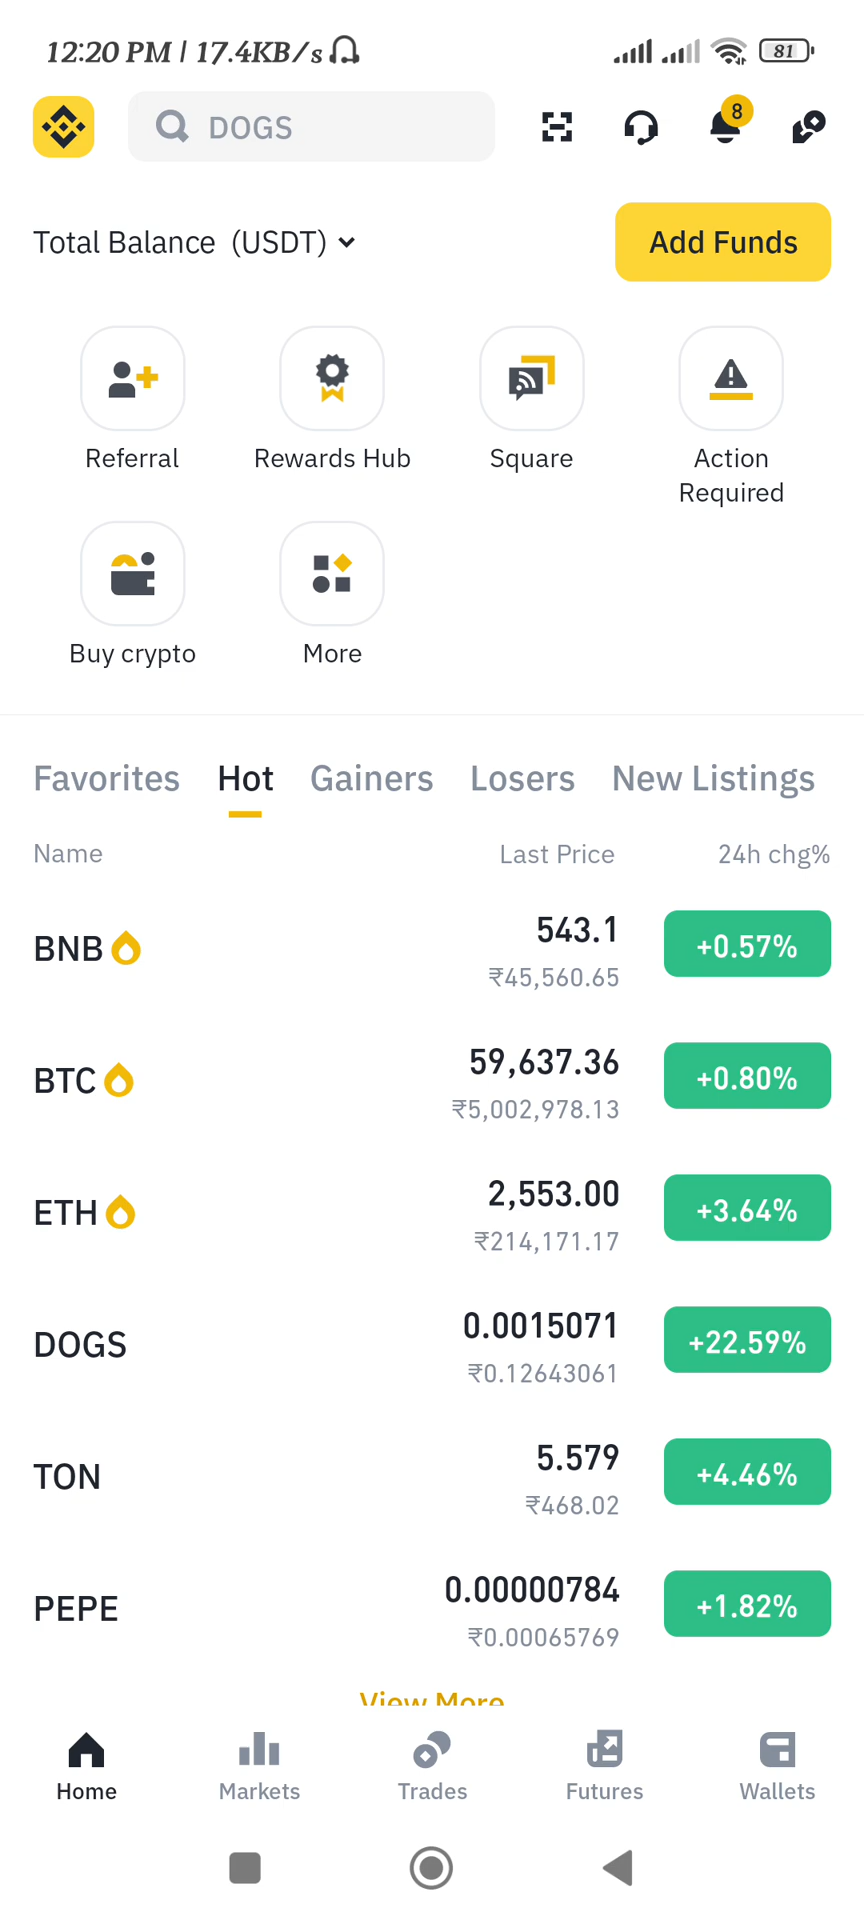 12:20 PM | 17.4KB/s 81
DOGS 8
Total Balance (USDT) Add Funds
Referral Rewards Hub Square Action Required
Buy crypto More
Favorites Hot Gainers Losers New Listings
Name Last Price 24h chg%
BNB 543.1 +0.57%
₹45,560.65
BTC 59,637.36 +0.80%
₹5,002,978.13
ETH 2,553.00 +3.64%
₹214,171.17
DOGS 0.0015071 +22.59%
₹0.12643061
TON 5.579 +4.46%
₹468.02
PEPE 0.00000784 +1.82%
₹0.00065769
View More
Home Markets Trades Futures Wallets